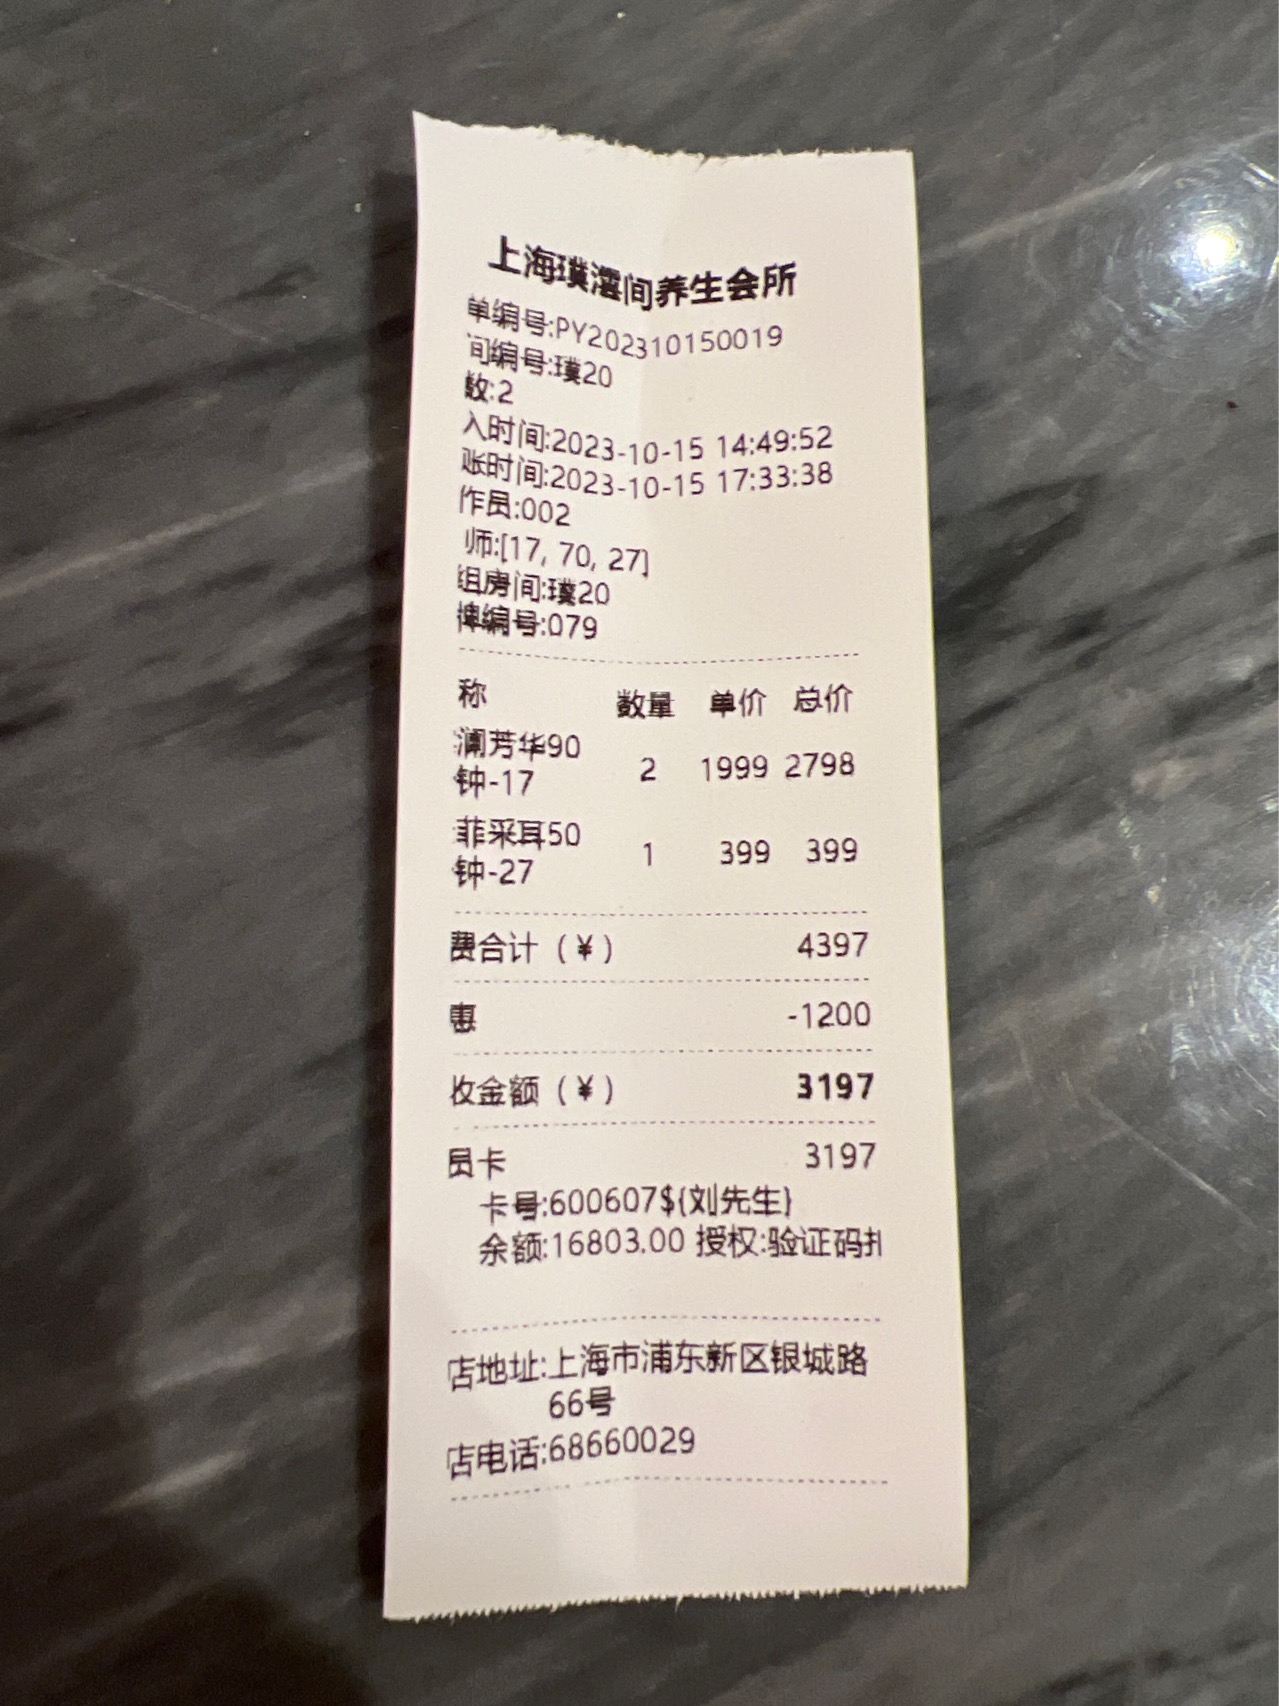 上海璞潭间养生会所
单编号:PY202310150019
间编号:璞20
数:2
入时间:2023-10-15 14:49:52
账时间:2023-10-15 17:33:38
作员:002
师:[17, 70, 27]
组房间:璞20
牌编号:079
称 数量 单价 总价
澜芳华90 2 1999 2798
钟-17
菲采耳50 1 399 399
钟-27
费合计（¥） 4397
惠 -1200
收金额（¥） 3197
员卡 3197
卡号:600607$(刘先生)
余额:16803.00 授权:验证码
店地址:上海市浦东新区银城路
66号
店电话:68660029